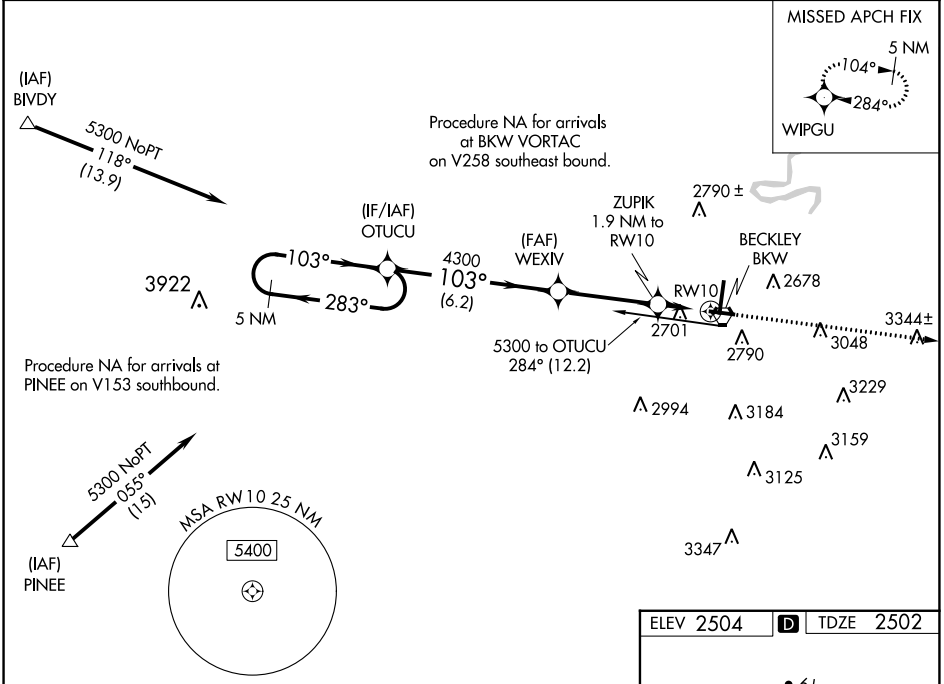 MISSED APCH FIX
5 NM
104°
284°
WIPGU
(IAF)
BIVDY
5300 NoPT
118°
(13.9)
Procedure NA for arrivals
at BKW VORTAC
on V258 southeast bound.
2790 ±
(IF/IAF)
OTUCU
ZUPIK
1.9 NM to
RW10
(FAF)
WEXIV
BECKLEY
BKW
103°
4300
103°
(6.2)
283°
5 NM
3922
RW10
2678
2701
2790
3048
3344±
5300 to OTUCU
284° (12.2)
Procedure NA for arrivals at
PINEE on V153 southbound.
2994
3184
3229
3159
3125
3347
5300 NoPT
055°
(15)
(IAF)
PINEE
MSA RW10 25 NM
5400
ELEV 2504
D
TDZE 2502